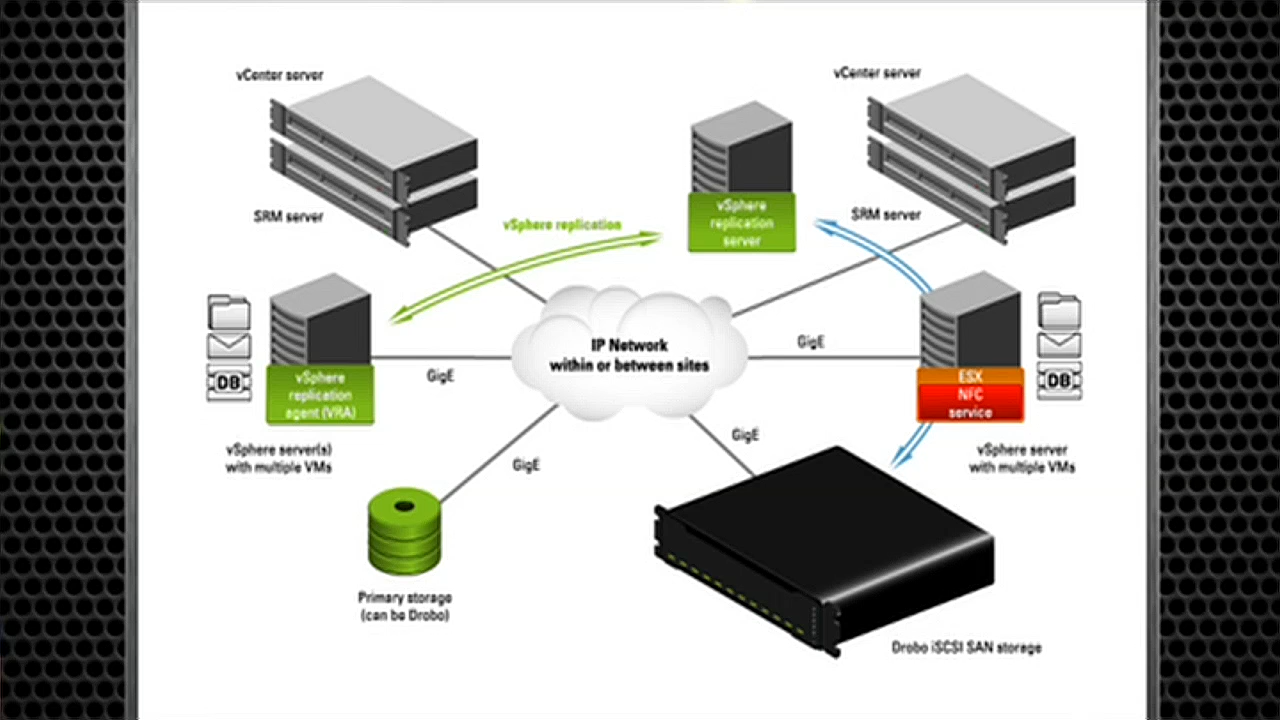 vCenter server
SRM server
vSphere replication
vSphere
replication
server
vCenter server
SRM server
DB
vSphere
replication
agent (VRA)
vSphere server(s)
with multiple VMs
GigE
IP Network
within or between sites
GigE
ESX
NFC
service
DB
vSphere server
with multiple VMs
GigE
GigE
Primary storage
(can be Drobo)
Drobo iSCSI SAN storage